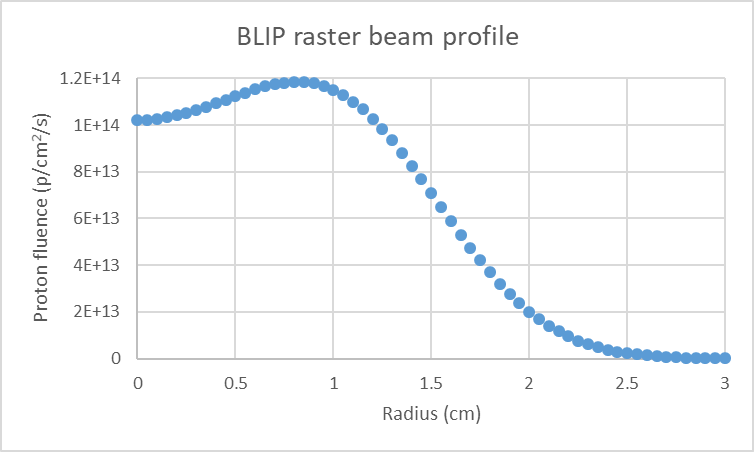 BLIP raster beam profile
1.2E+14
1E+14
8E+13
6E+13
4E+13
2E+13
0
Proton fluence (p/cm²/s)
0 0.5 1 1.5 2 2.5 3
Radius (cm)